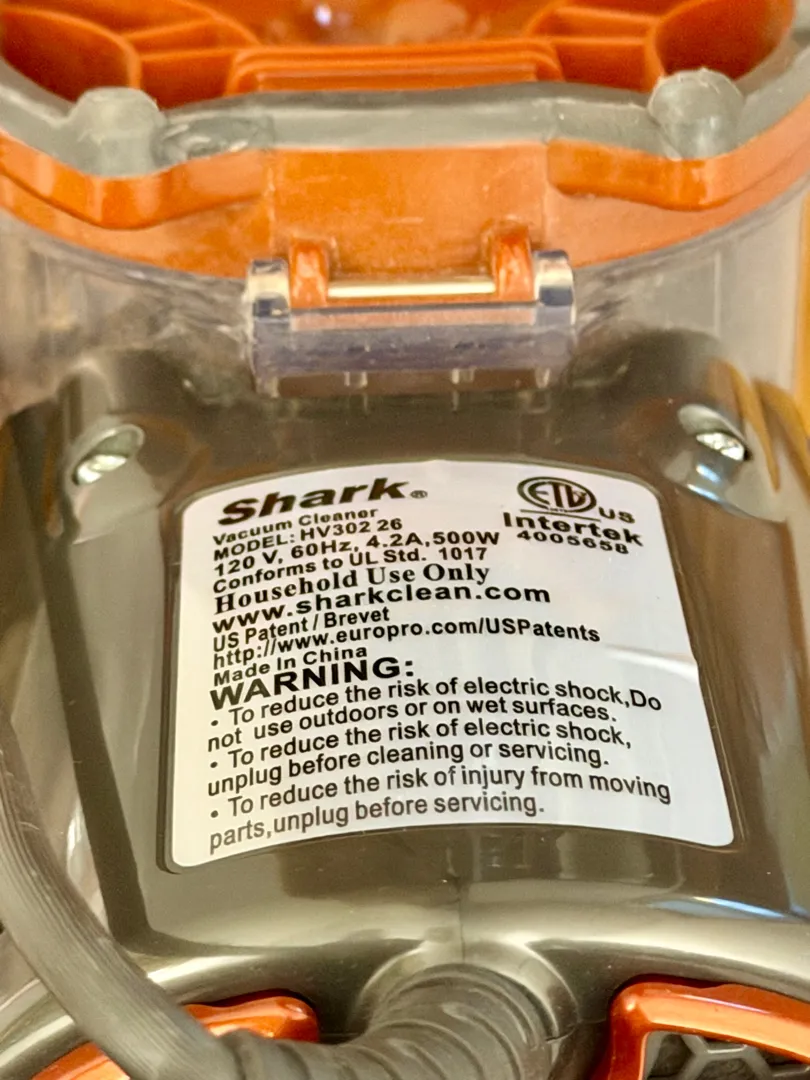 Shark®
Vacuum Cleaner
MODEL: HV302 26
120 V, 60Hz, 4.2A,500W
Conforms to UL Std. 1017
Household Use Only
www.sharkclean.com
US Patent / Brevet
http://www.europro.com/USPatents
Made In China
ETL US
Intertek
4005658
WARNING:
• To reduce the risk of electric shock,Do
not use outdoors or on wet surfaces.
• To reduce the risk of electric shock,
unplug before cleaning or servicing.
• To reduce the risk of injury from moving
parts,unplug before servicing.